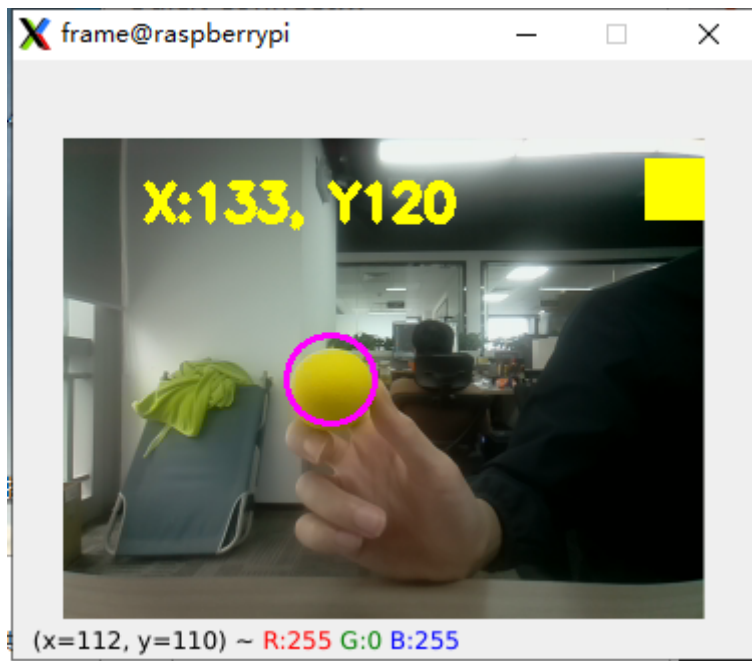 frame@raspberrypi
X:133, Y120
(x=112, y=110) ~ R:255 G:0 B:255